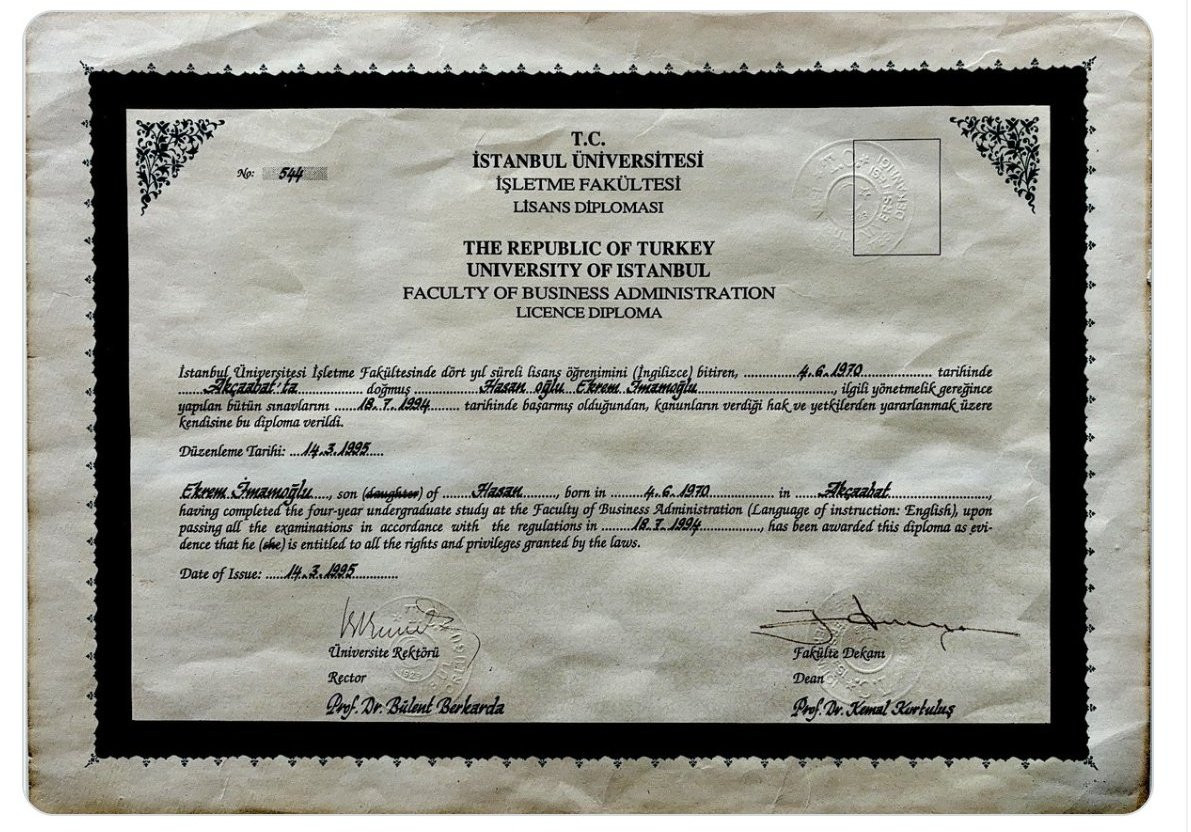 No: 544
T.C.
İSTANBUL ÜNİVERSİTESİ
İŞLETME FAKÜLTESİ
LİSANS DİPLOMASI
THE REPUBLIC OF TURKEY
UNIVERSITY OF ISTANBUL
FACULTY OF BUSINESS ADMINISTRATION
LICENCE DIPLOMA
İstanbul Üniversitesi İşletme Fakültesinde dört yıl süreli lisans öğrenimini (İngilizce) bitiren, 4.6.1970 tarihinde
Akçaabat'ta doğmuş Hasan oğlu Ekrem İmamoğlu, ilgili yönetmelik gereğince
yapılan bütün sınavlarını 18.7.1994 tarihinde başarmış olduğundan, kanunların verdiği hak ve yetkilerden yararlanmak üzere
kendisine bu diploma verildi.
Düzenleme Tarihi: 14.3.1995
Ekrem İmamoğlu, son (daughter) of Hasan, born in 4.6.1970 in Akçaabat,
having completed the four-year undergraduate study at the Faculty of Business Administration (Language of instruction: English), upon
passing all the examinations in accordance with the regulations in 18.7.1994, has been awarded this diploma as evi-
dence that he (she) is entitled to all the rights and privileges granted by the laws.
Date of Issue: 14.3.1995
Üniversite Rektörü
Rector
Prof. Dr. Bülent Berkarda
Fakülte Dekanı
Dean
Prof. Dr. Kemal Kurtuluş